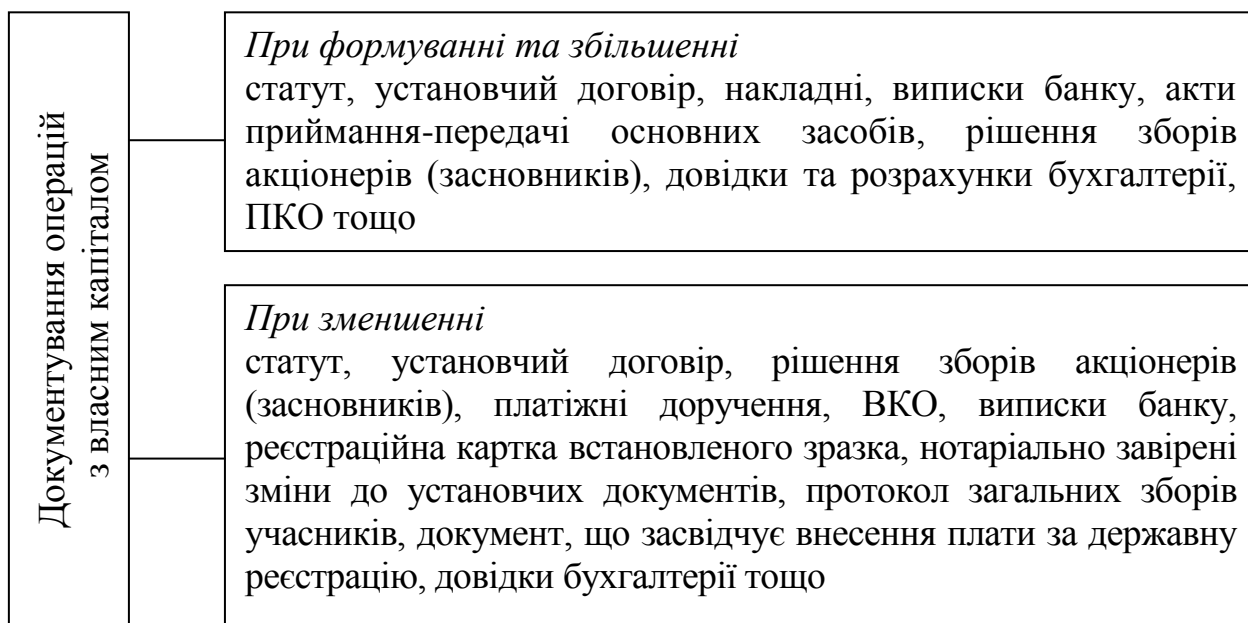 Документування операцій
з власним капіталом
При формуванні та збільшенні
статут, установчий договір, накладні, виписки банку, акти
приймання-передачі основних засобів, рішення зборів
акціонерів (засновників), довідки та розрахунки бухгалтерії,
ПКО тощо
При зменшенні
статут, установчий договір, рішення зборів акціонерів
(засновників), платіжні доручення, ВКО, виписки банку,
реєстраційна картка встановленого зразка, нотаріально завірені
зміни до установчих документів, протокол загальних зборів
учасників, документ, що засвідчує внесення плати за державну
реєстрацію, довідки бухгалтерії тощо